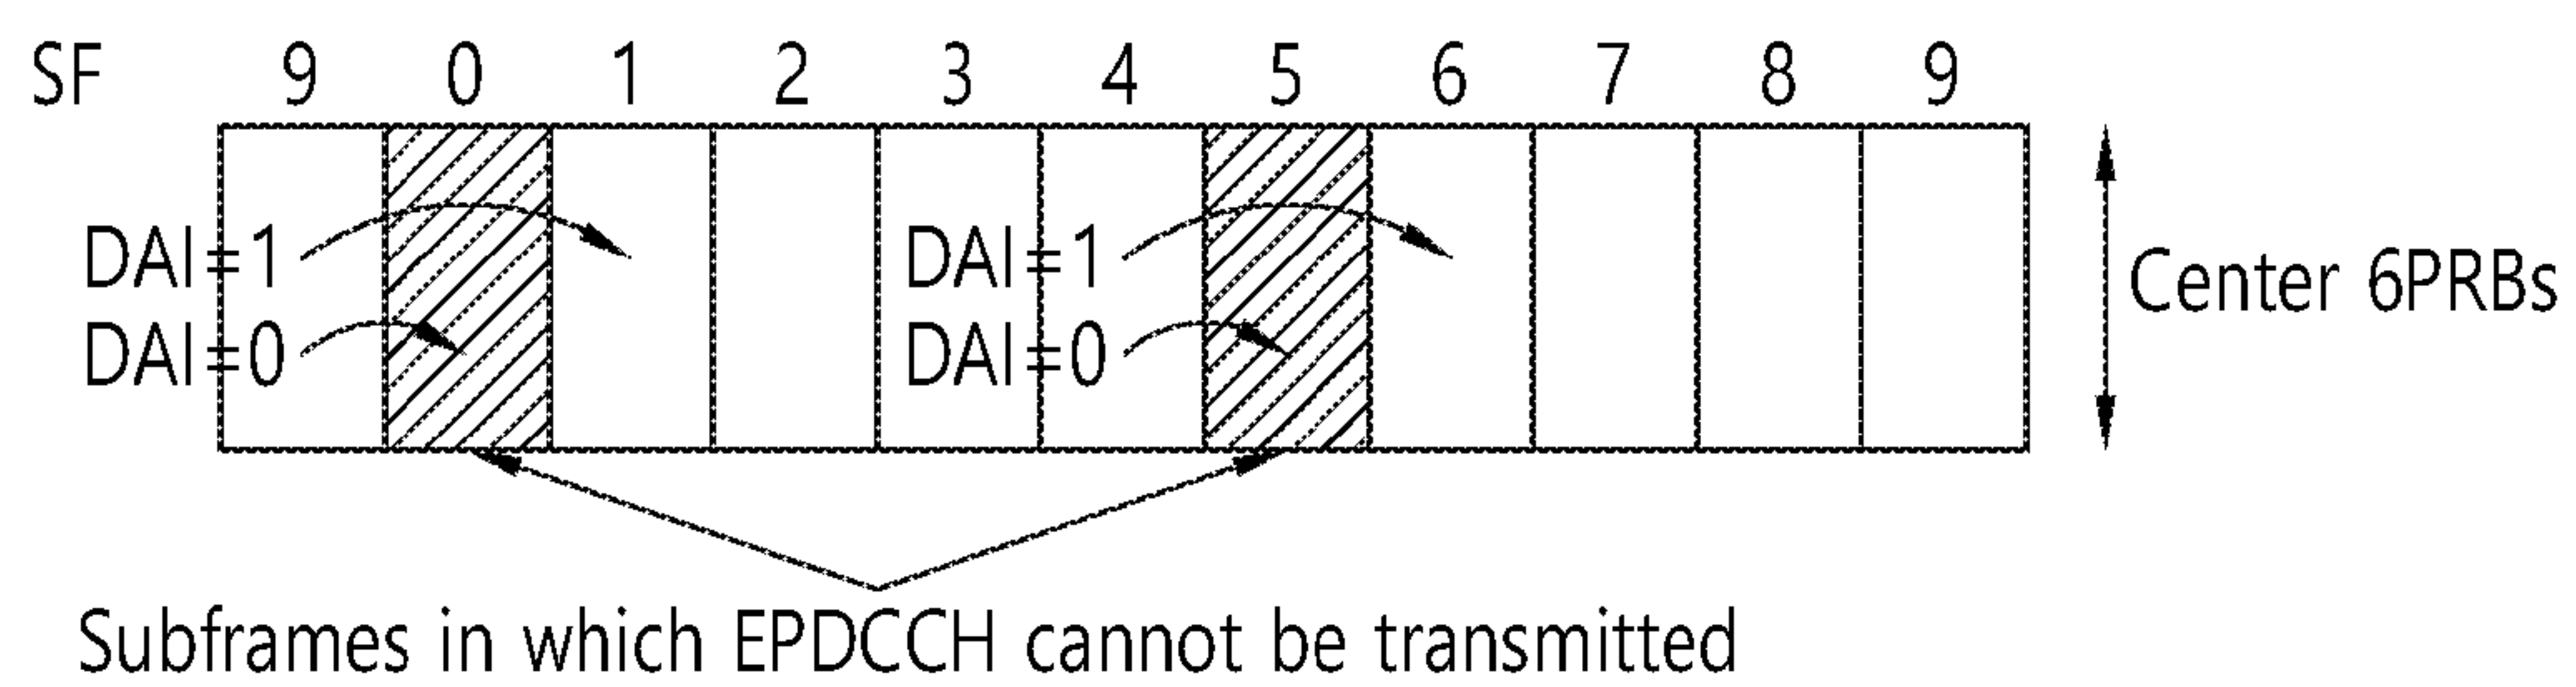 SF 9 0 1 2 3 4 5 6 7 8 9
DAI=1 DAI=1
DAI=0 DAI=0
Center 6PRBs
Subframes in which EPDCCH cannot be transmitted